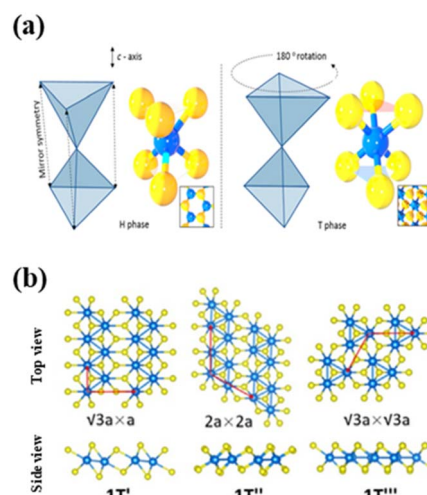 (a)
c - axis
180° rotation
Mirror symmetry
H phase
T phase
(b)
Top view
√3a×a
2a×2a
√3a×√3a
Side view
1T'
1T"
1T'''